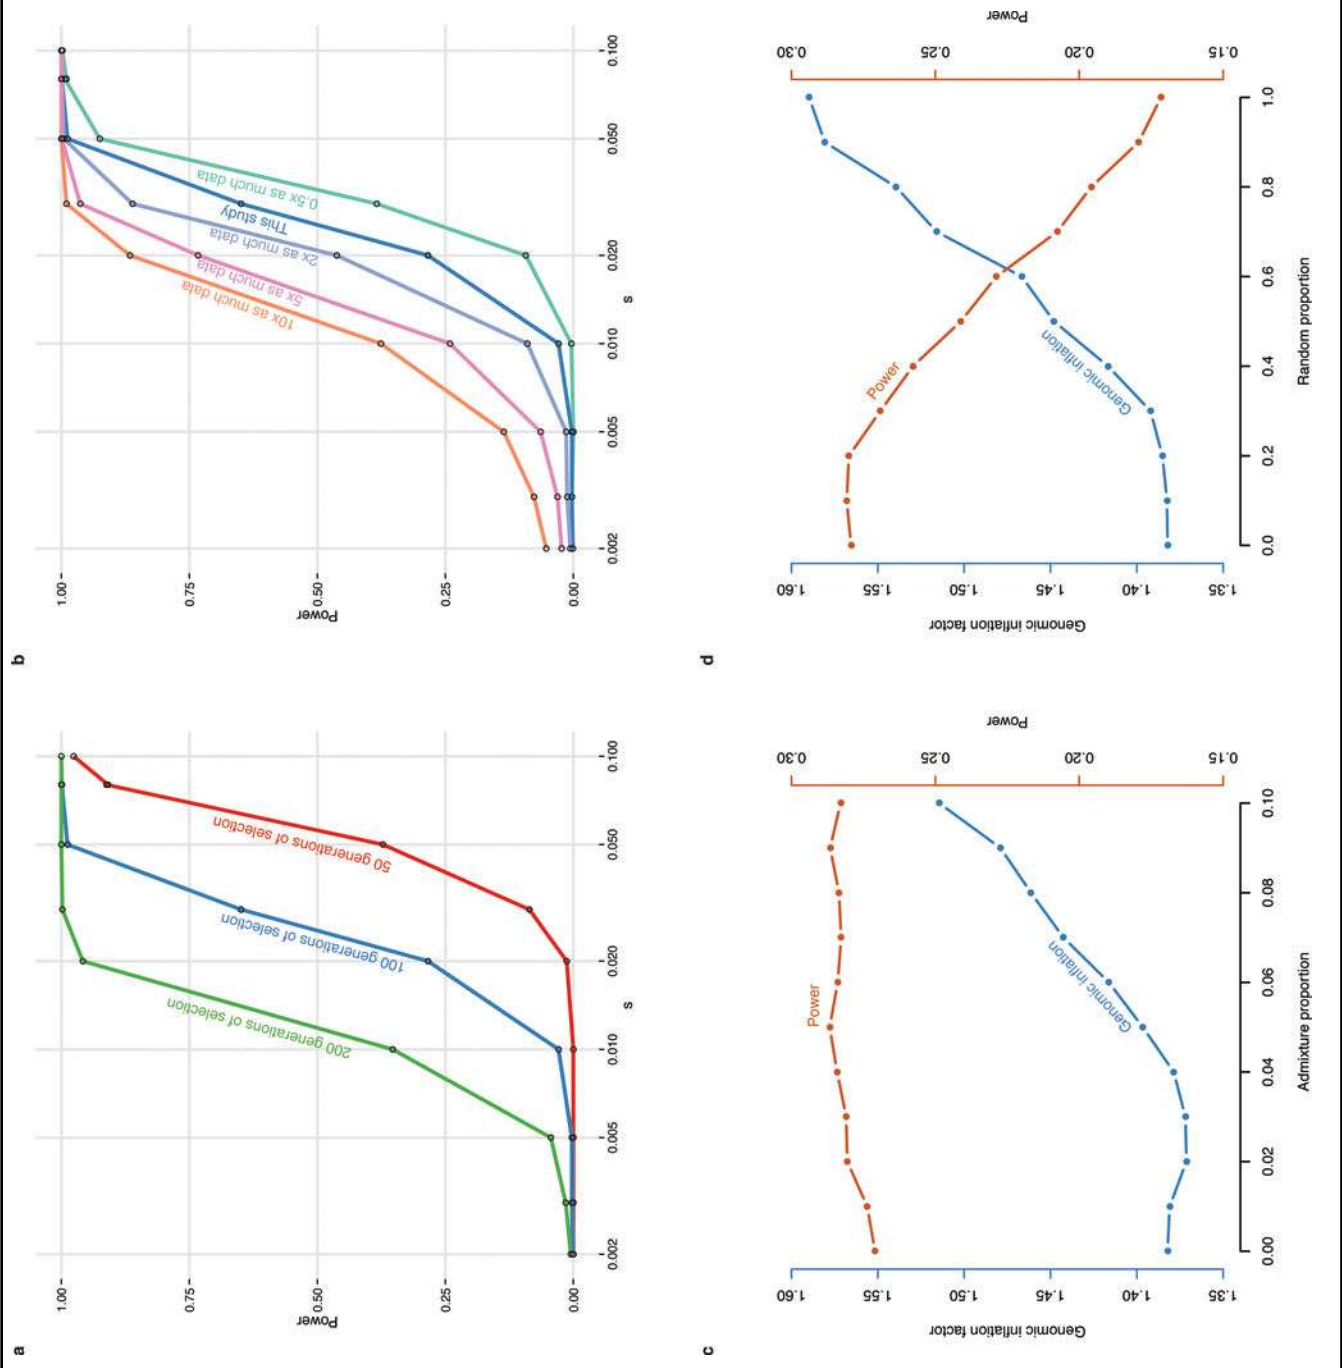 a
1.00
0.75
0.50
0.25
0.00
Power
0.002
0.005
0.010
0.020
0.050
0.100
s
200 generations of selection
100 generations of selection
50 generations of selection
b
1.00
0.75
0.50
0.25
0.00
Power
0.002
0.005
0.010
0.020
0.050
0.100
s
10x as much data
5x as much data
2x as much data
This study
0.5x as much data
c
Genomic inflation factor
1.60
1.55
1.50
1.45
1.40
1.35
Power
Genomic inflation
0.00
0.02
0.04
0.06
0.08
0.10
Admixture proportion
0.30
0.25
0.20
0.15
Power
d
Genomic inflation factor
1.60
1.55
1.50
1.45
1.40
1.35
Power
Genomic inflation
0.0
0.2
0.4
0.6
0.8
1.0
Random proportion
0.30
0.25
0.20
0.15
Power